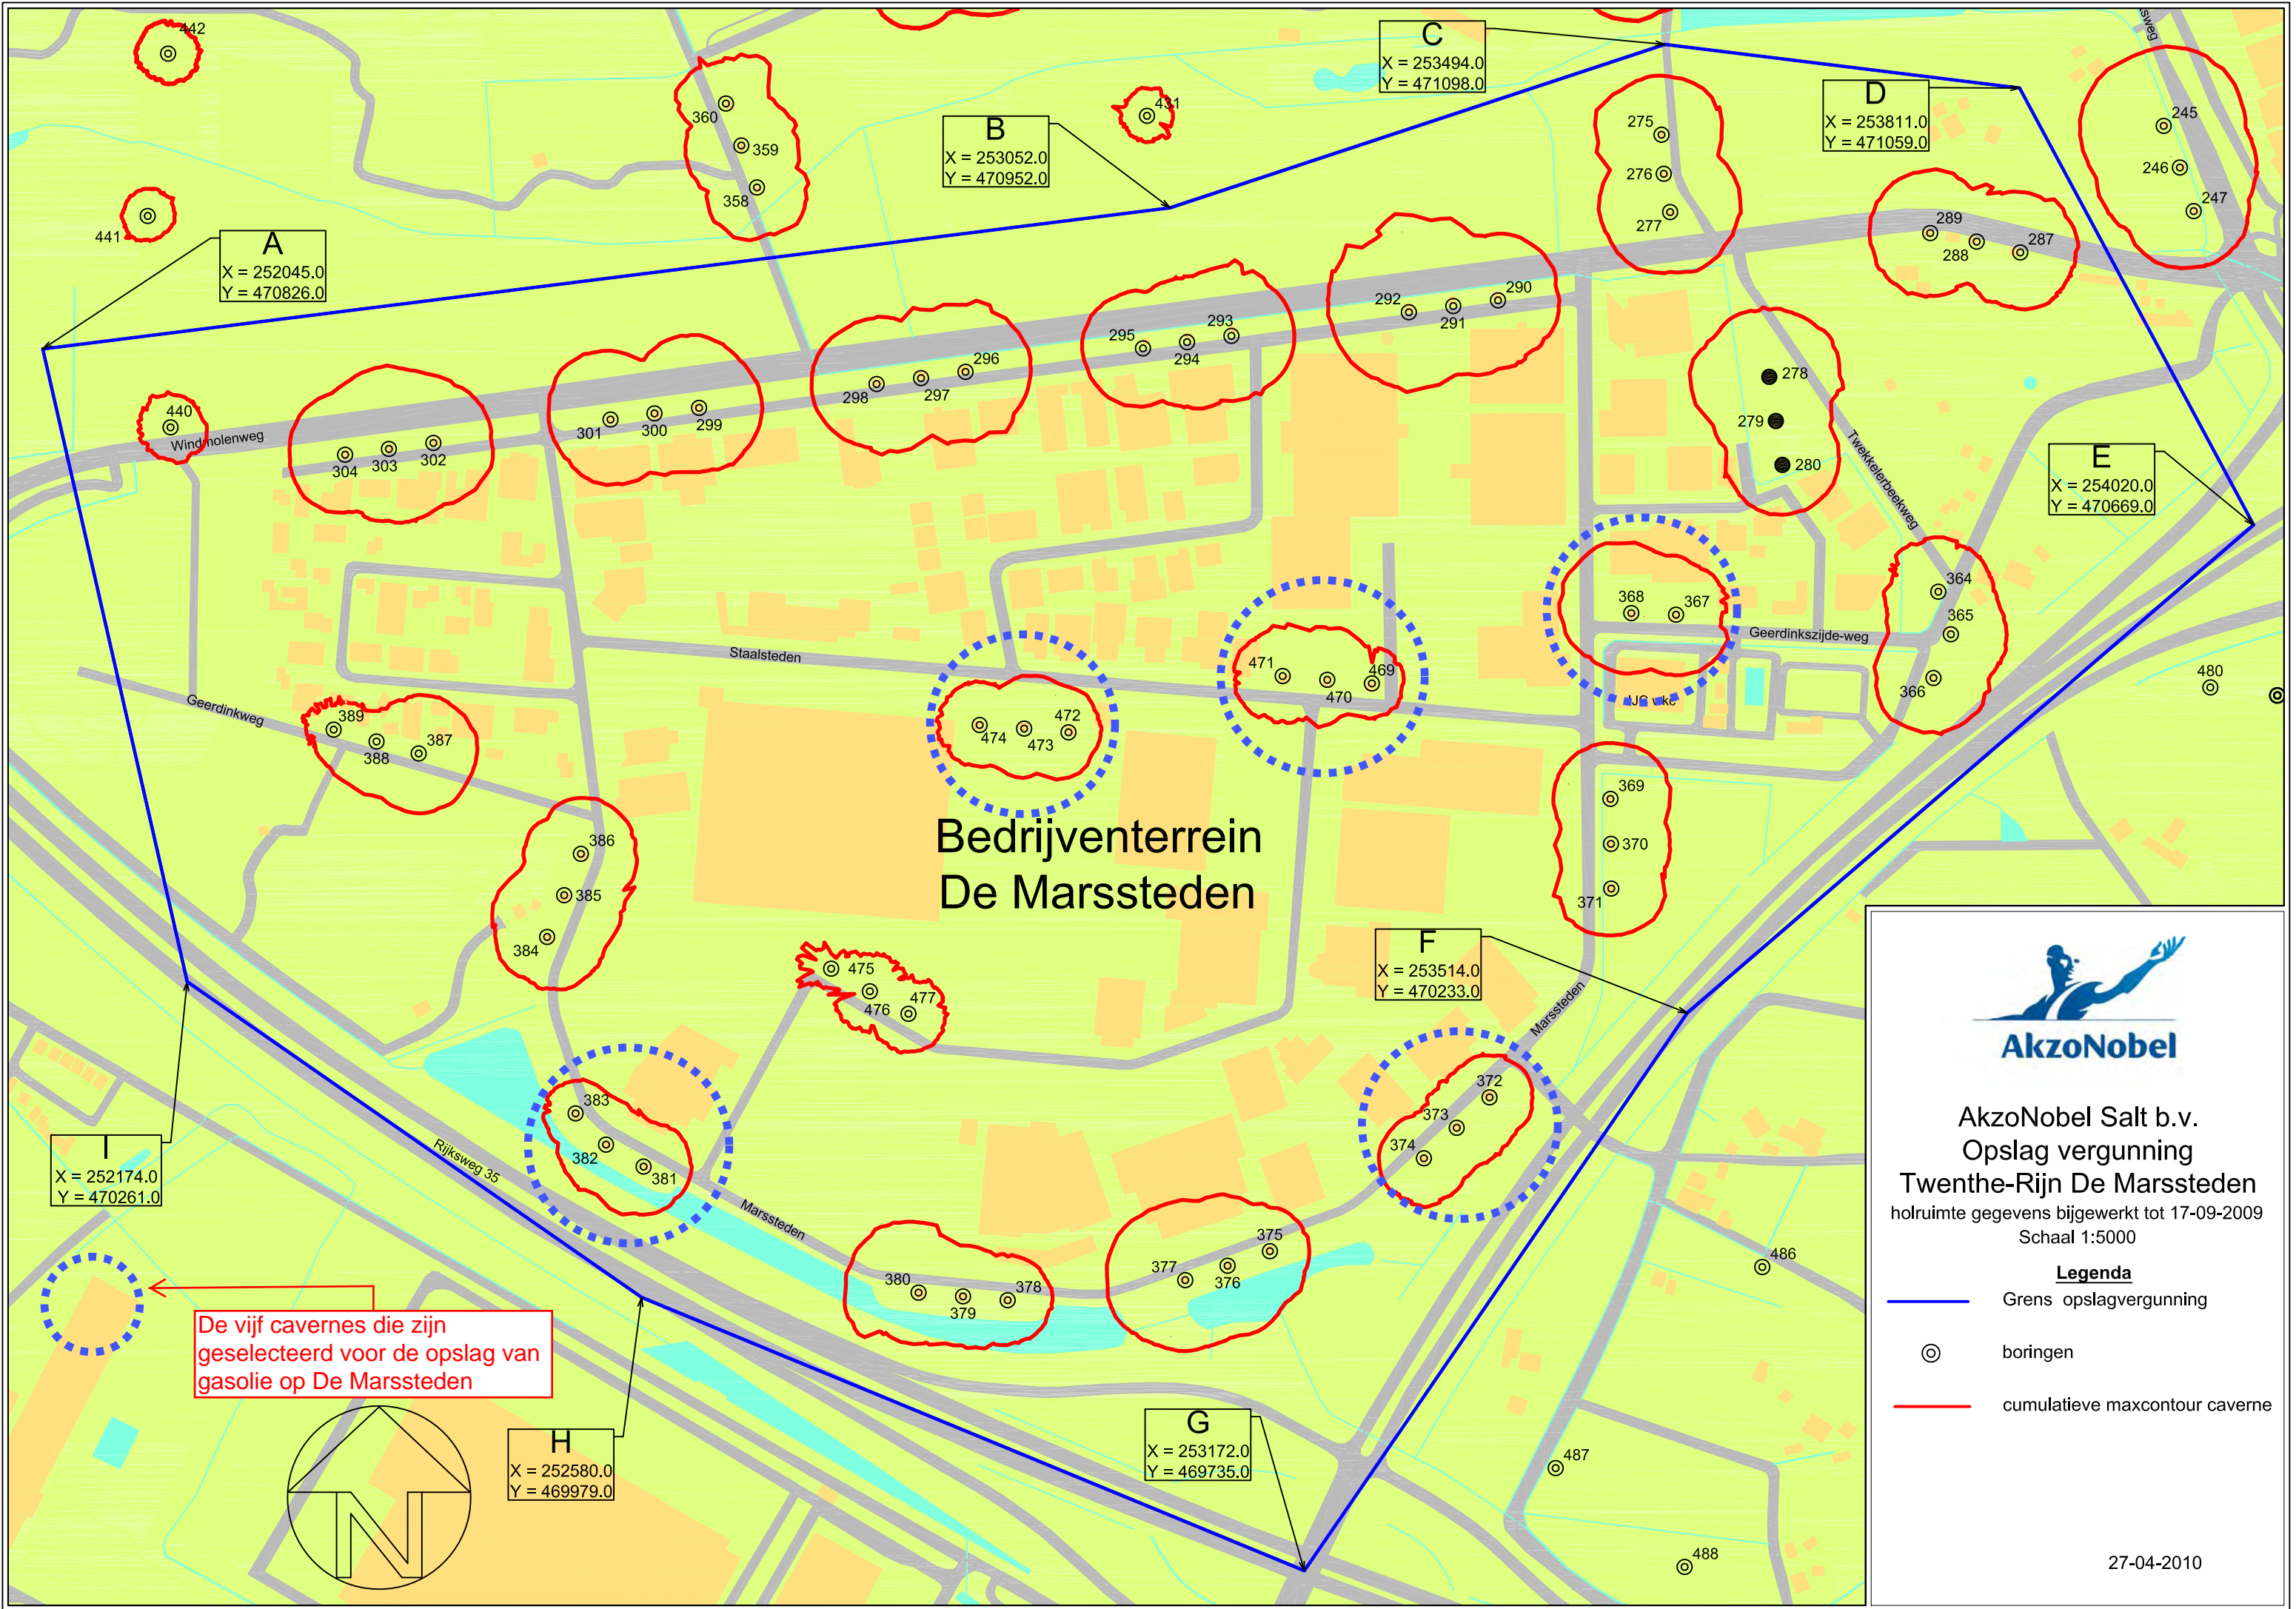 442
360
359
358
441
A
X = 252045.0
Y = 470826.0
B
X = 253052.0
Y = 470952.0
431
C
X = 253494.0
Y = 471098.0
D
X = 253811.0
Y = 471059.0
275
276
277
245
246
247
289
288
287
440
Windmolenweg
304
303
302
301
300
299
298
297
296
295
294
293
292
291
290
278
279
280
Twekkelerbeekweg
E
X = 254020.0
Y = 470669.0
368
367
364
365
366
Geerdinkszijde-weg
480
Staalsteden
471
470
469
474
473
472
Geerdinkweg
389
388
387
386
385
384
Bedrijventerrein
De Marssteden
369
370
371
475
476
477
F
X = 253514.0
Y = 470233.0
Marssteden
372
373
374
383
382
381
I
X = 252174.0
Y = 470261.0
Rijksweg 35
Marssteden
380
379
378
377
376
375
486
487
488
De vijf cavernes die zijn
geselecteerd voor de opslag van
gasolie op De Marssteden
N
H
X = 252580.0
Y = 469979.0
G
X = 253172.0
Y = 469735.0
AkzoNobel
AkzoNobel Salt b.v.
Opslag vergunning
Twenthe-Rijn De Marssteden
holruimte gegevens bijgewerkt tot 17-09-2009
Schaal 1:5000
Legenda
Grens opslagvergunning
boringen
cumulatieve maxcontour caverne
27-04-2010